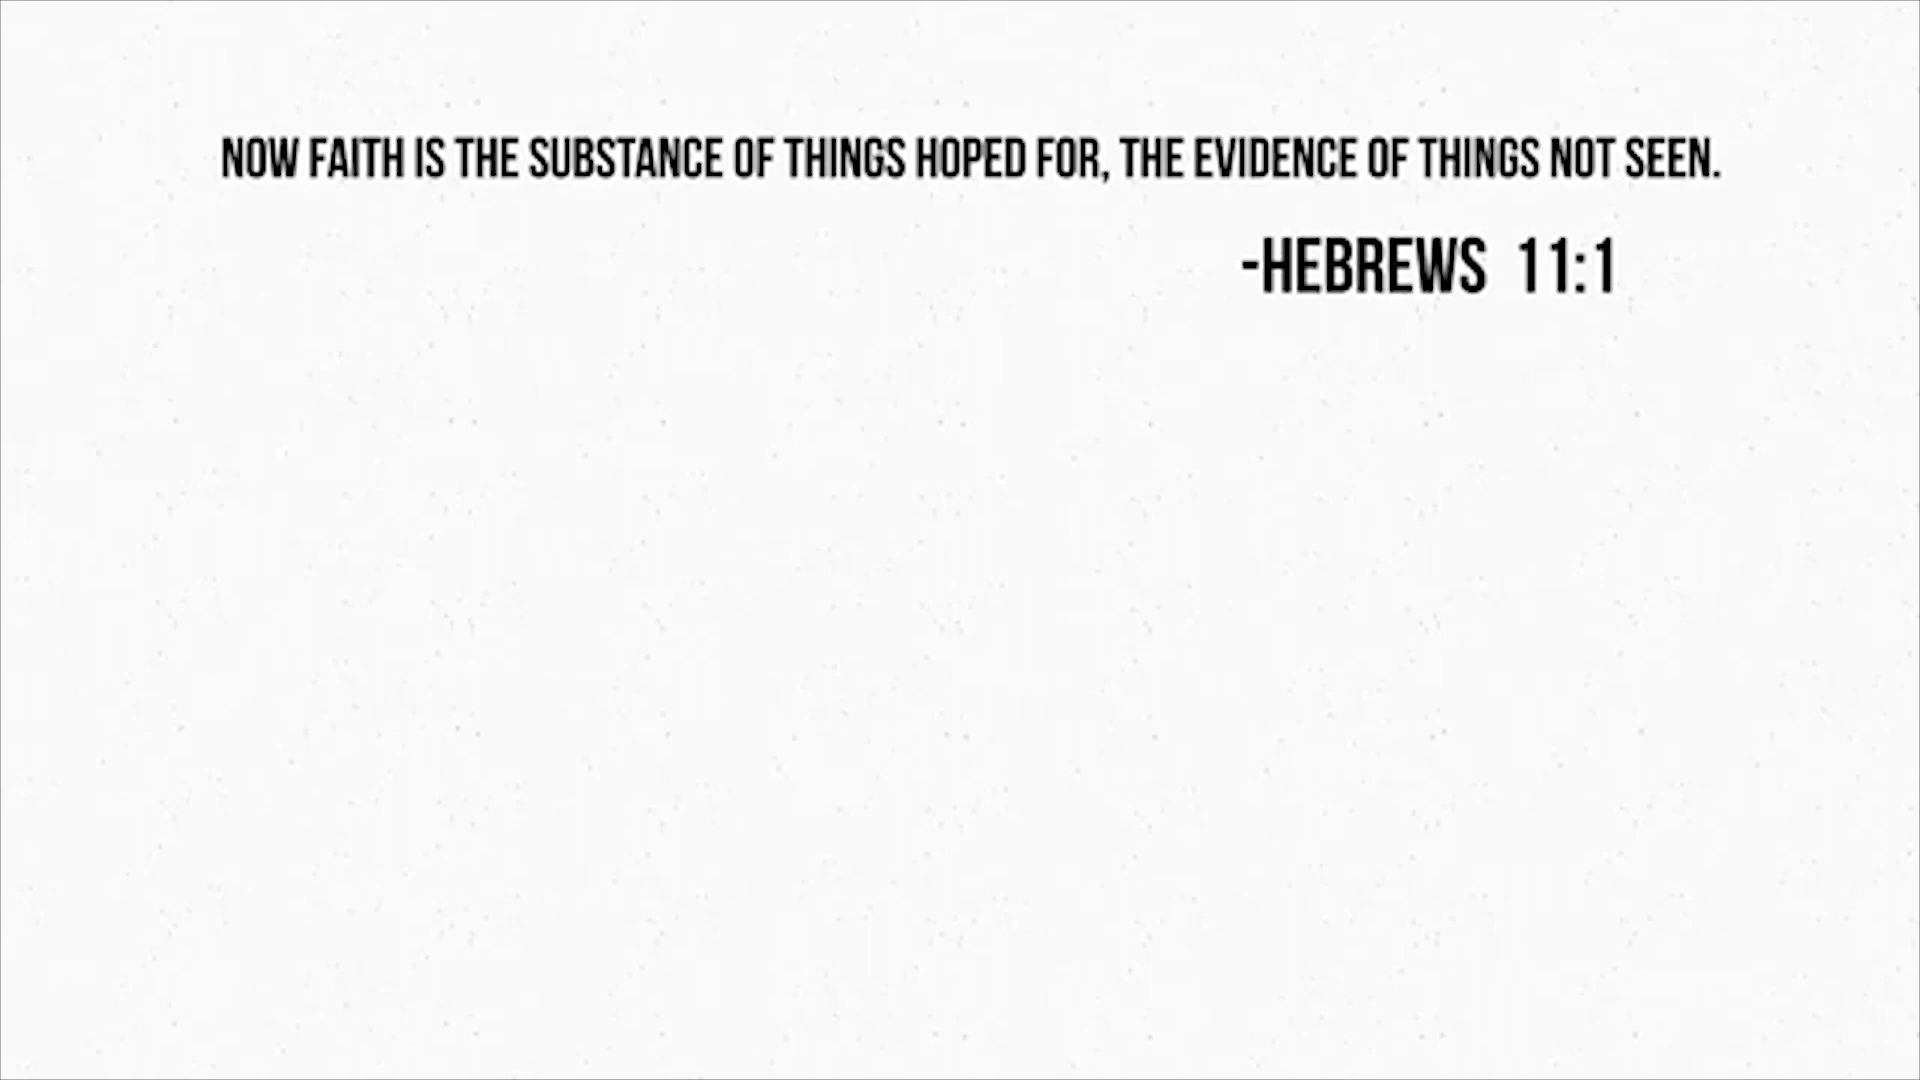 NOW FAITH IS THE SUBSTANCE OF THINGS HOPED FOR, THE EVIDENCE OF THINGS NOT SEEN.
-HEBREWS 11:1